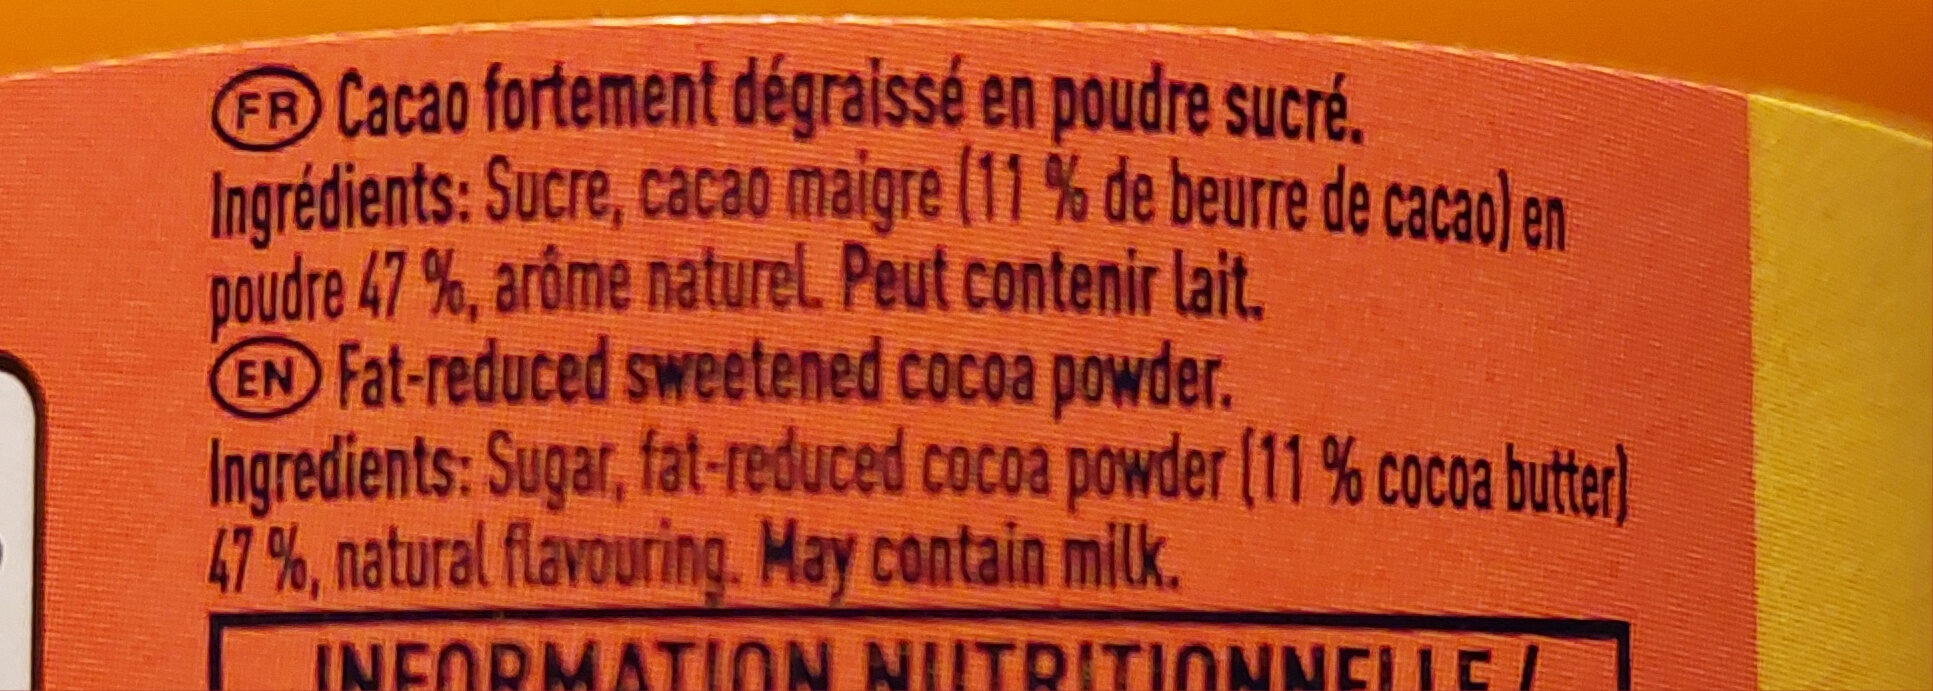 FR Cacao fortement dégraissé en poudre sucré.
Ingrédients: Sucre, cacao maigre (11 % de beurre de cacao) en
poudre 47 %, arôme naturel. Peut contenir lait.
EN Fat-reduced sweetened cocoa powder.
Ingredients: Sugar, fat-reduced cocoa powder (11 % cocoa butter)
47 %, natural flavouring. May contain milk.
INFORMATION NUTRITIONNELLE /